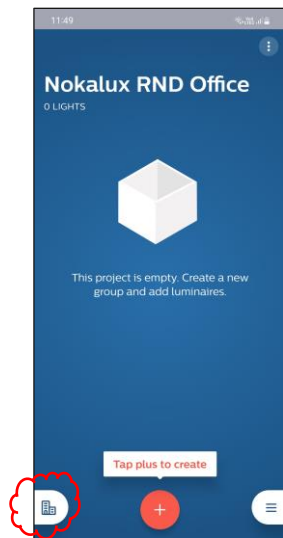 11:49
Nokalux RND Office
0 LIGHTS
This project is empty. Create a new
group and add luminaires.
Tap plus to create